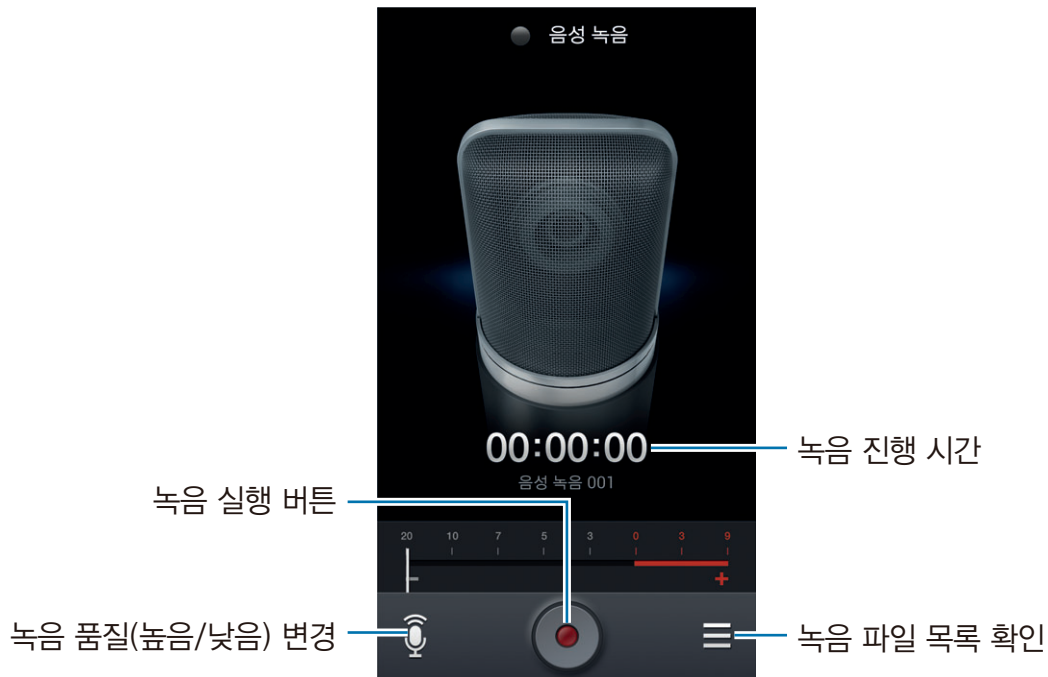 음성 녹음
00:00:00
녹음 진행 시간
음성 녹음 001
녹음 실행 버튼
20 10 7 5 3 0 3 9
- +
녹음 품질(높음/낮음) 변경
녹음 파일 목록 확인